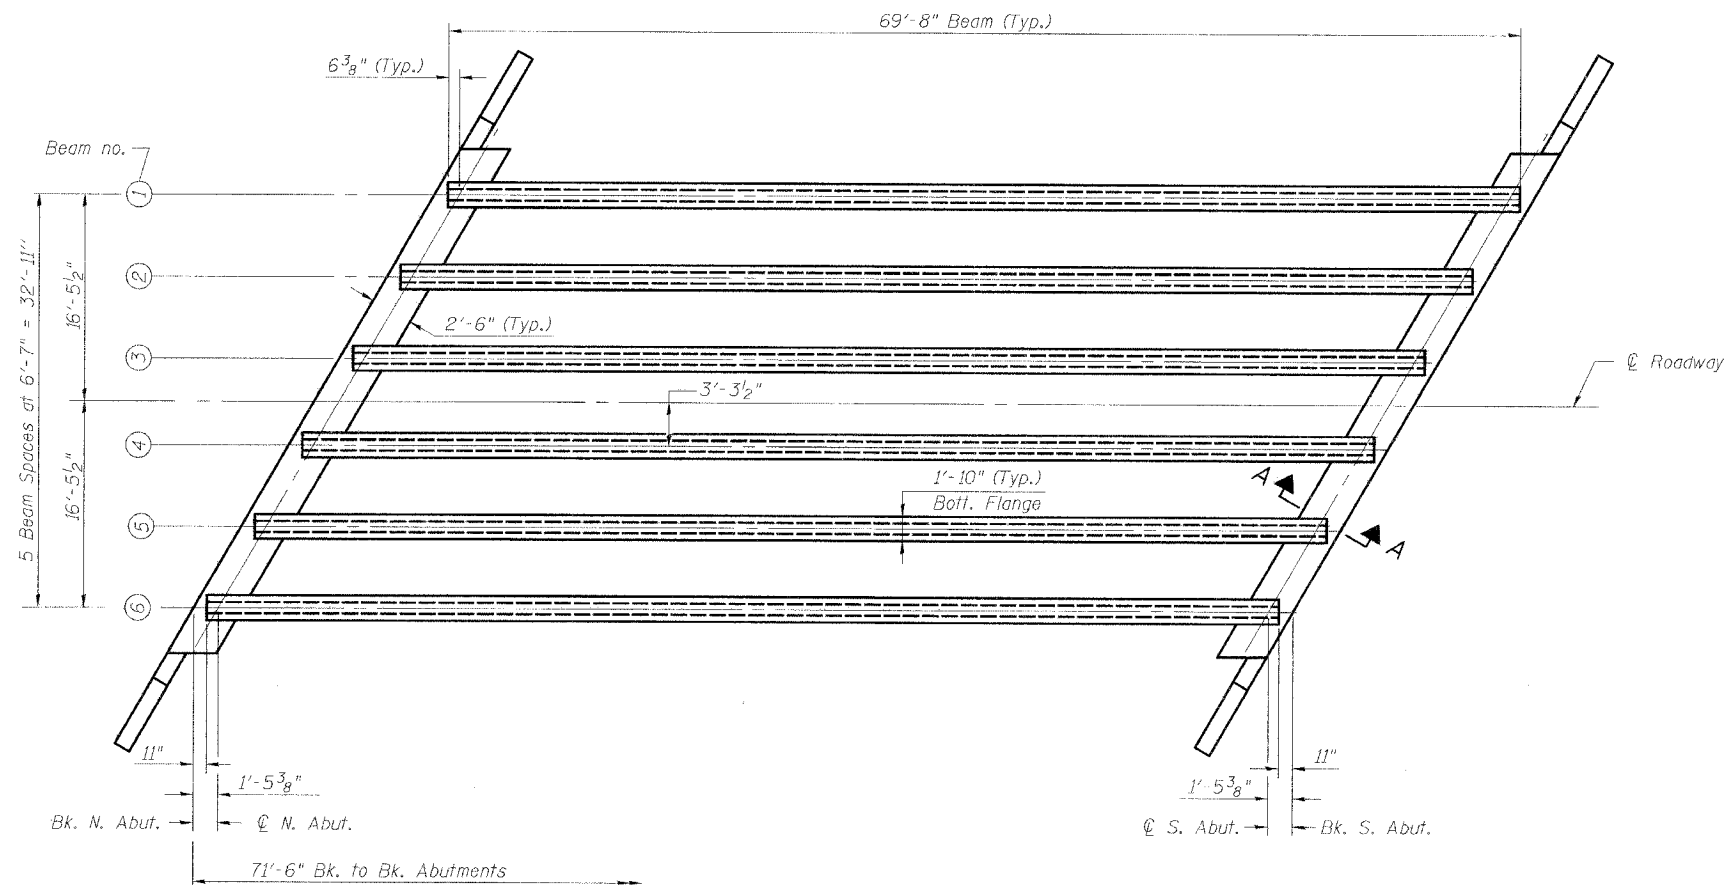 69'-8" Beam (Typ.)
6 3/8" (Typ.)
Beam no.
1
2
3
4
5
6
5 Beam Spaces at 6'-7" = 32'-11"
16'-5 1/2"
16'-5 1/2"
2'-6" (Typ.)
3'-3 1/2"
℄ Roadway
1'-10" (Typ.)
Bott. Flange
A
A
11"
1'-5 3/8"
Bk. N. Abut.
℄ N. Abut.
11"
1'-5 3/8"
℄ S. Abut.
Bk. S. Abut.
71'-6" Bk. to Bk. Abutments